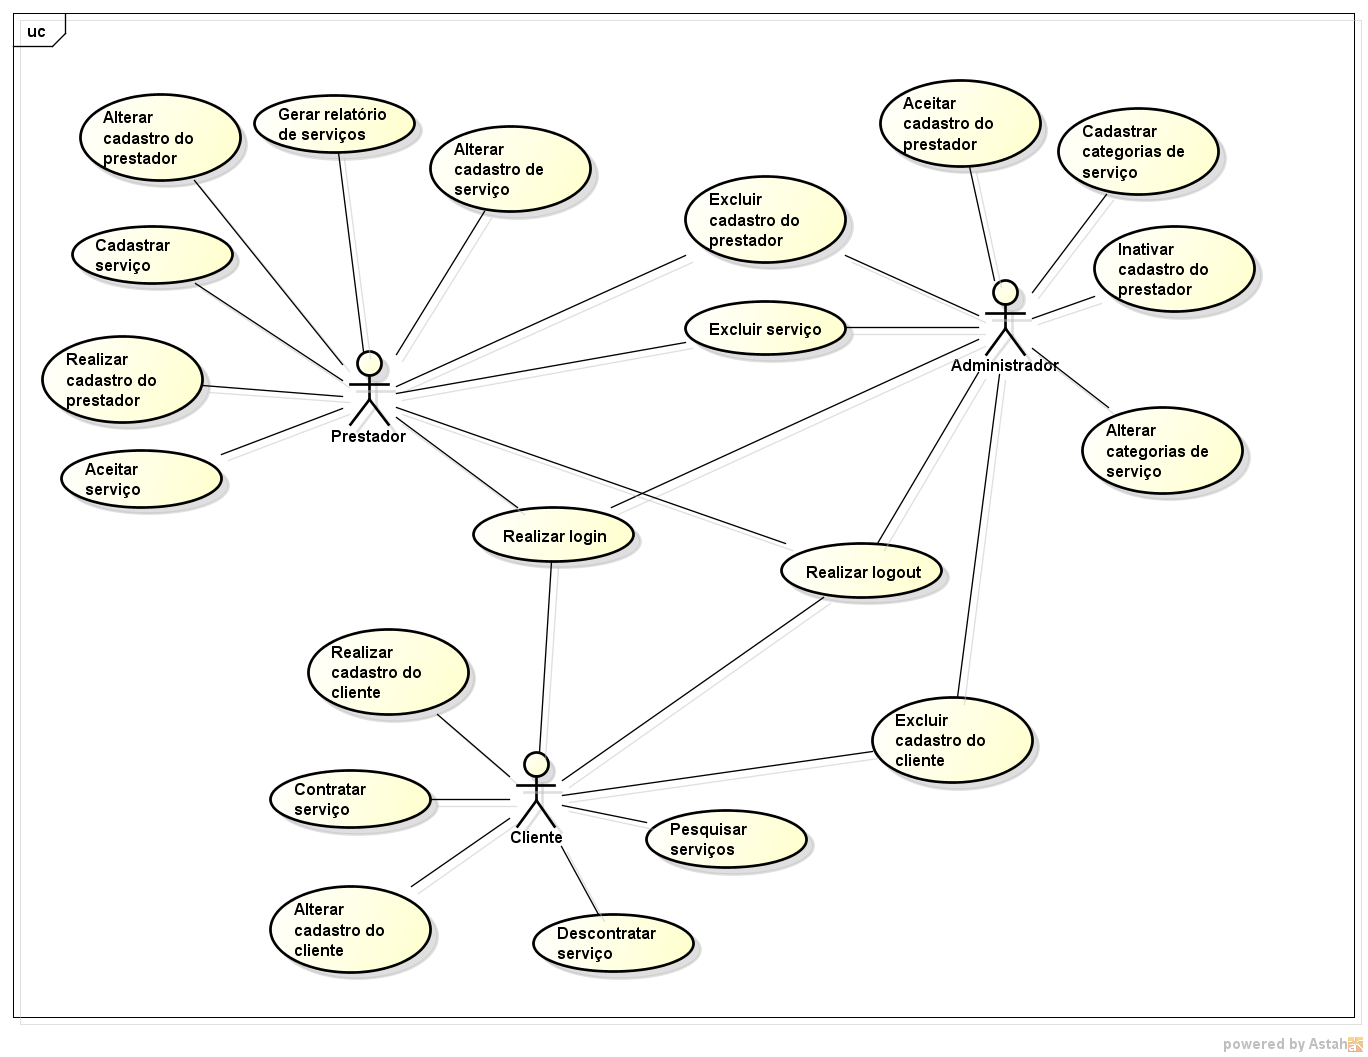 uc
Alterar
cadastro do
prestador
Gerar relatório
de serviços
Alterar
cadastro de
serviço
Cadastrar
serviço
Realizar
cadastro do
prestador
Aceitar
serviço
Prestador
Excluir
cadastro do
prestador
Excluir serviço
Aceitar
cadastro do
prestador
Cadastrar
categorias de
serviço
Inativar
cadastro do
prestador
Administrador
Alterar
categorias de
serviço
Realizar login
Realizar logout
Realizar
cadastro do
cliente
Contratar
serviço
Cliente
Alterar
cadastro do
cliente
Descontratar
serviço
Pesquisar
serviços
Excluir
cadastro do
cliente
powered by Astah